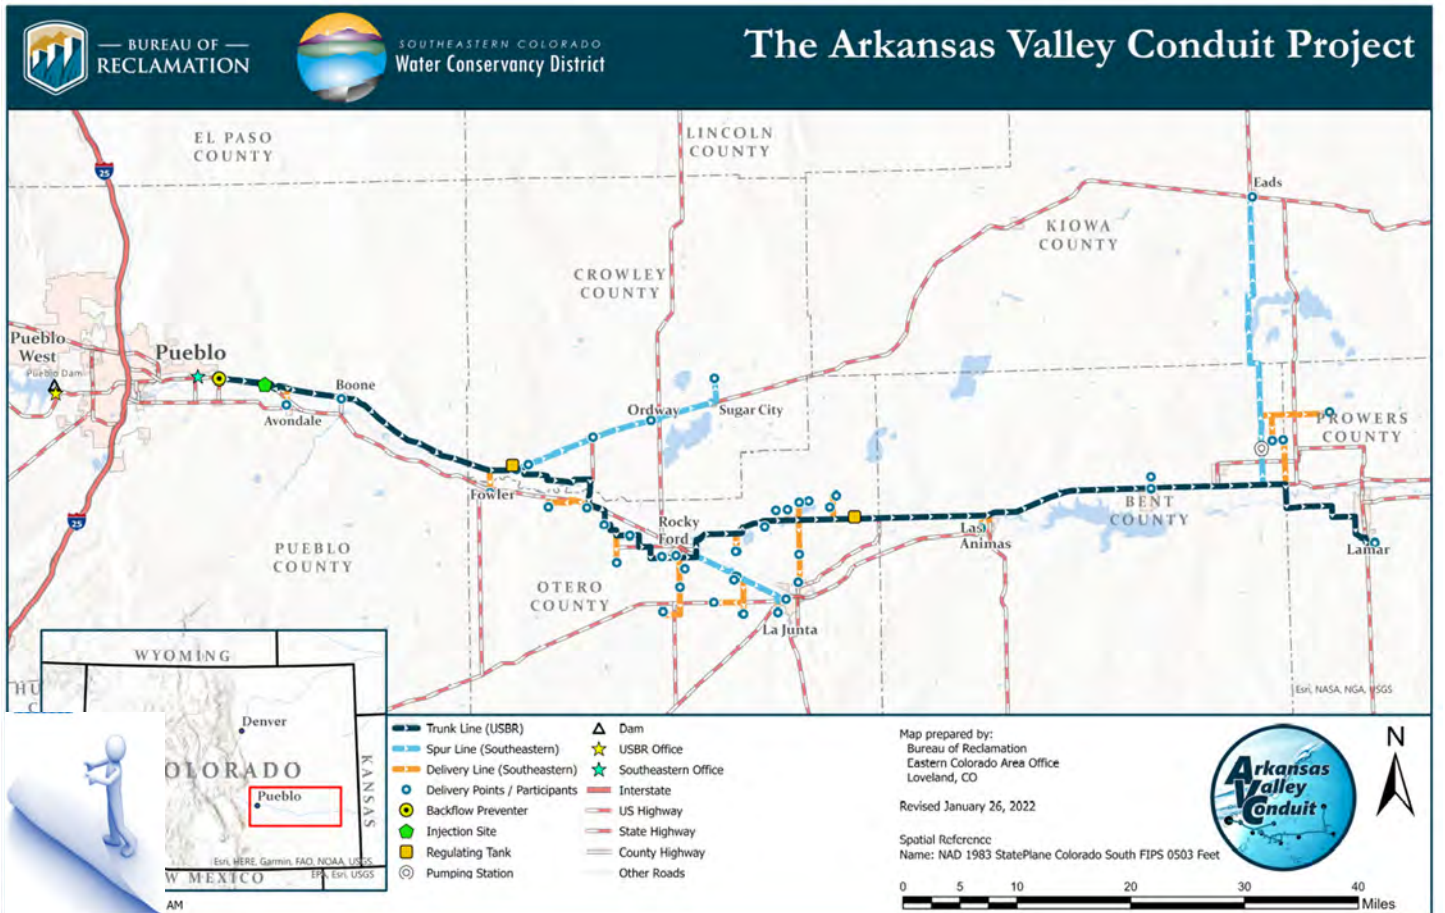 BUREAU OF
RECLAMATION
SOUTHEASTERN COLORADO
Water Conservancy District
The Arkansas Valley Conduit Project
EL PASO
COUNTY
LINCOLN
COUNTY
25
Eads
KIOWA
COUNTY
CROWLEY
COUNTY
Pueblo
West
Pueblo Dam
Pueblo
Boone
Avondale
Ordway
Sugar City
PROWERS
COUNTY
Fowler
BENT
COUNTY
Rocky
Ford
Las
Animas
Lamar
25
PUEBLO
COUNTY
OTERO
COUNTY
La Junta
Esri, NASA, NGA, USGS
HU
C
WYOMING
Denver
OLORADO
KANSAS
Pueblo
Esri, HERE, Garmin, FAO, NOAA, USGS,
EPA, Esri, USGS
W MEXICO
AM
Trunk Line (USBR)
Spur Line (Southeastern)
Delivery Line (Southeastern)
Delivery Points / Participants
Backflow Preventer
Injection Site
Regulating Tank
Pumping Station
Dam
USBR Office
Southeastern Office
Interstate
US Highway
State Highway
County Highway
Other Roads
Map prepared by:
Bureau of Reclamation
Eastern Colorado Area Office
Loveland, CO
Revised January 26, 2022
Spatial Reference
Name: NAD 1983 StatePlane Colorado South FIPS 0503 Feet
Arkansas
Valley
Conduit
N
0 5 10 20 30 40
Miles